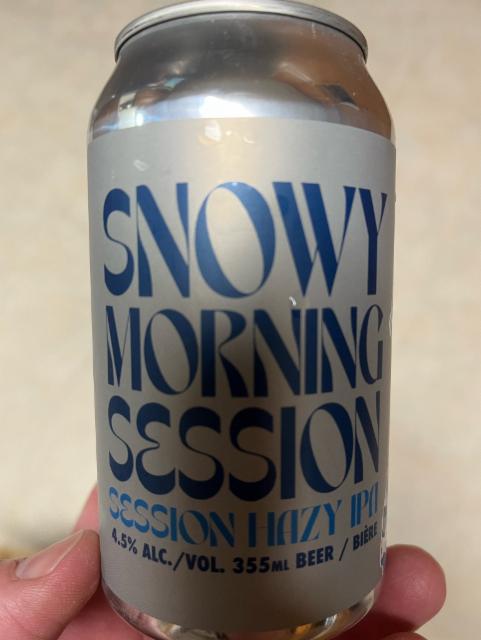 SNOWY
MORNING
SESSION
SESSION HAZY IPA
4.5% ALC./VOL. 355ML BEER / BIÈRE